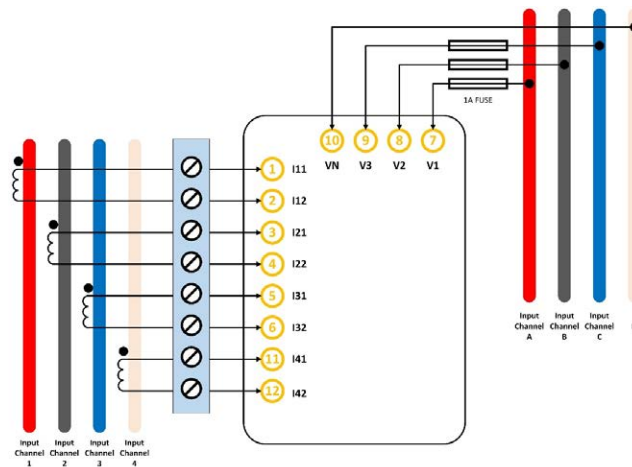 1A FUSE
10 9 8 7
VN V3 V2 V1
1 I11
2 I12
3 I21
4 I22
5 I31
6 I32
11 I41
12 I42
Input Channel A
Input Channel B
Input Channel C
Input Channel 1
Input Channel 2
Input Channel 3
Input Channel 4